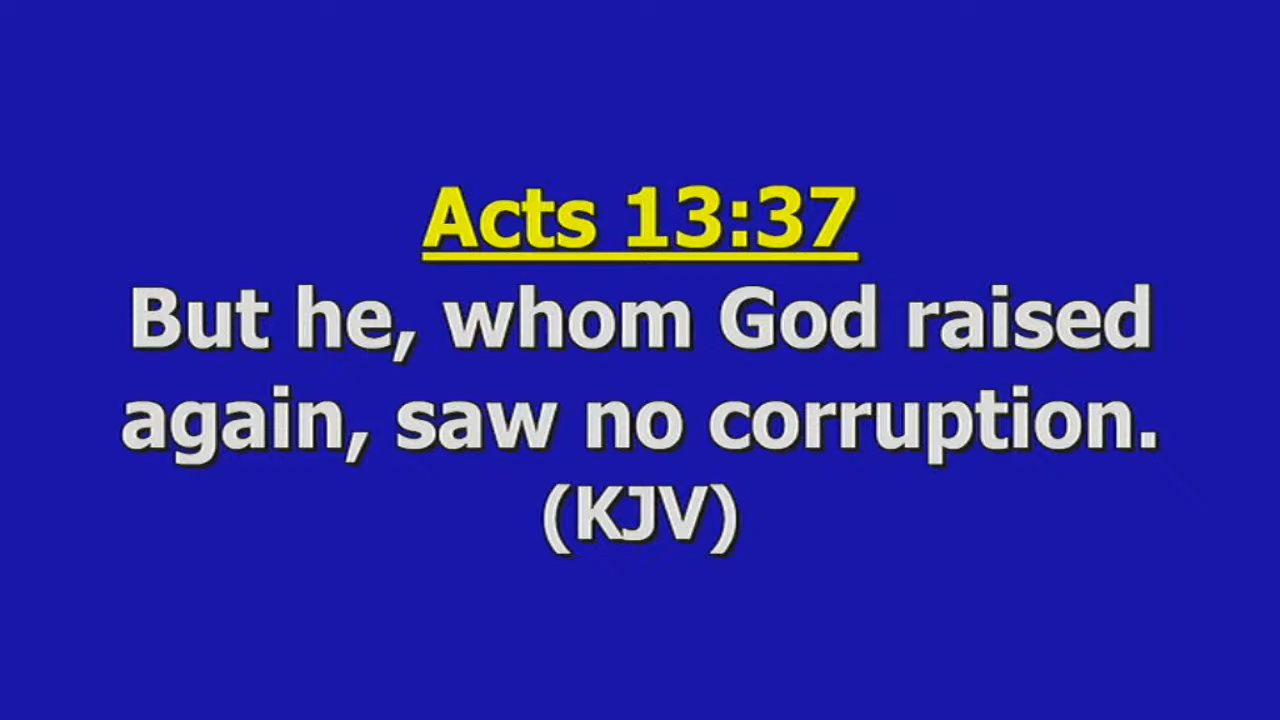 Acts 13:37
But he, whom God raised
again, saw no corruption.
(KJV)